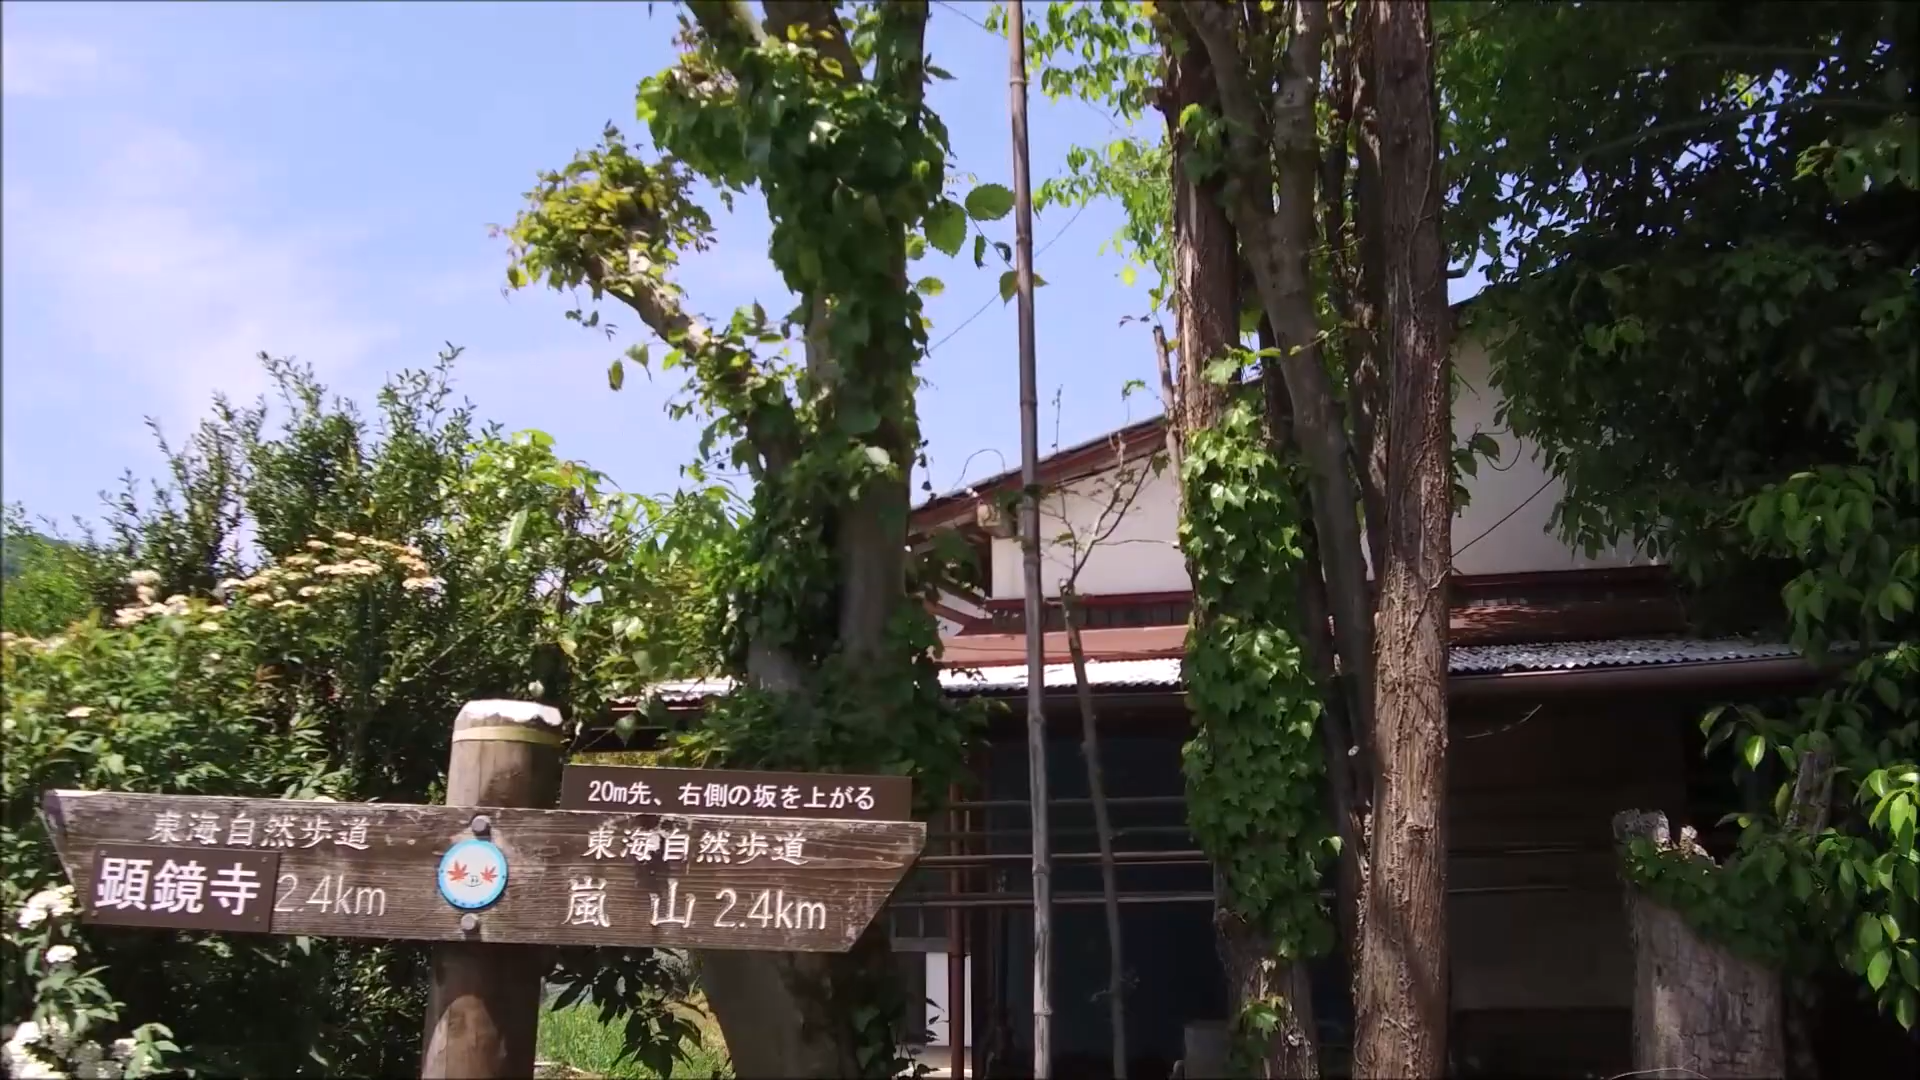 20m先、右側の坂を上がる
東海自然歩道
顕鏡寺 2.4km
東海自然歩道
嵐 山 2.4km